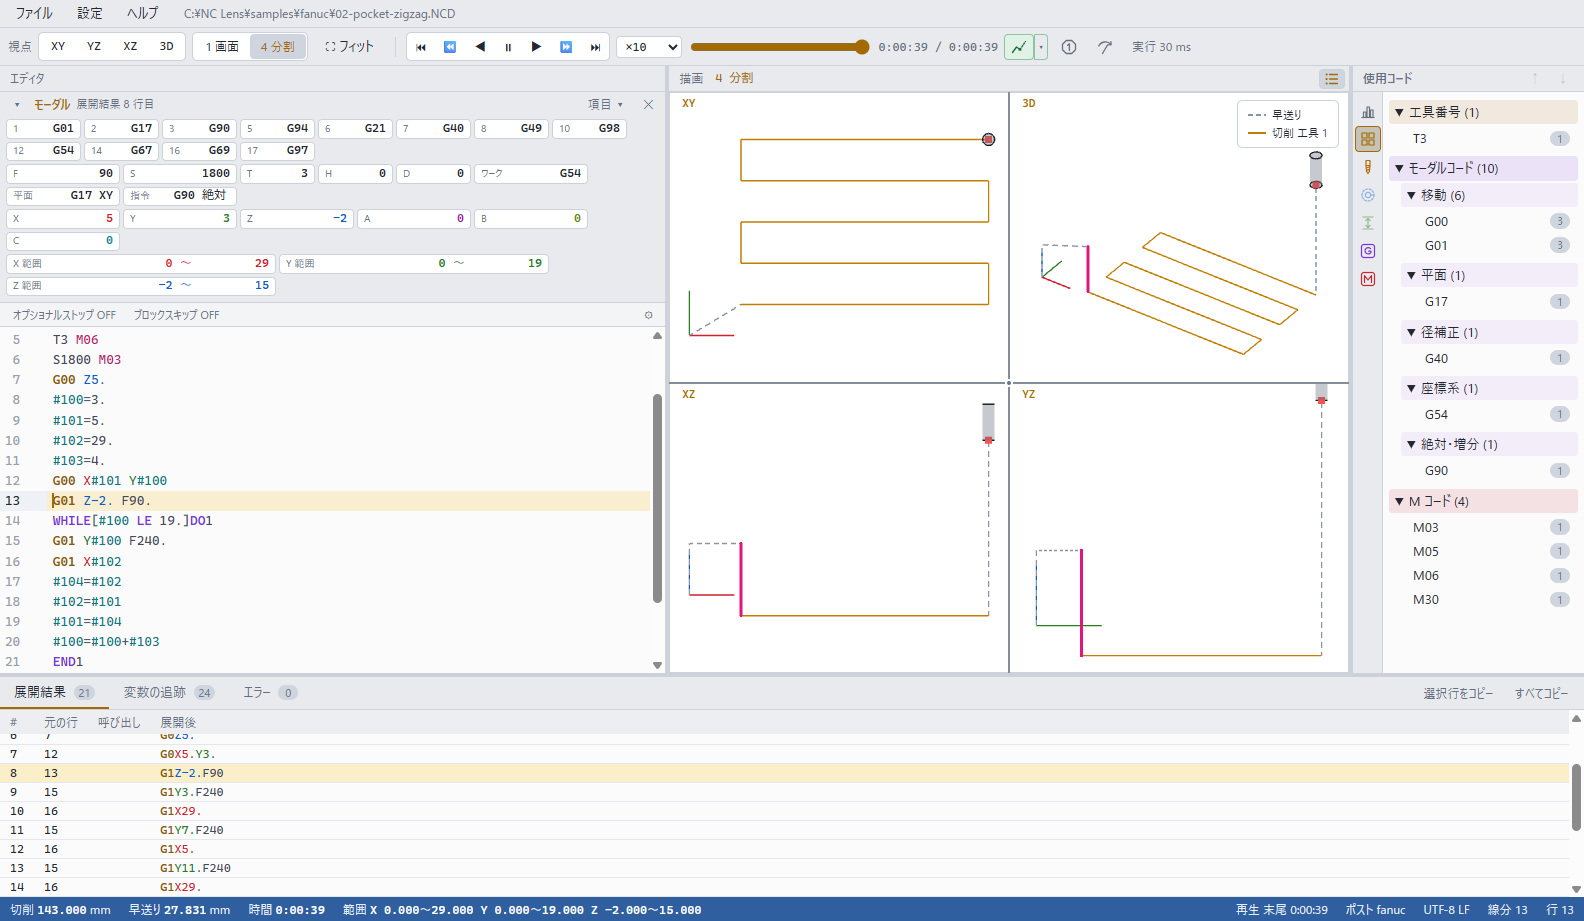 ファイル 設定 ヘルプ C:¥NC Lens¥samples¥fanuc¥02-pocket-zigzag.NCD
視点 XY YZ XZ 3D 1 画面 4 分割 フィット ×10 0:00:39 / 0:00:39 実行 30 ms
エディタ
モーダル 展開結果 8 行目 項目
1 G01 2 G17 3 G90 5 G94 6 G21 7 G40 8 G49 10 G98
12 G54 14 G67 16 G69 17 G97
F 90 S 1800 T 3 H 0 D 0 ワーク G54
平面 G17 XY 指令 G90 絶対
X 5 Y 3 Z −2 A 0 B 0
C 0
X 範囲 0 〜 29 Y 範囲 0 〜 19
Z 範囲 −2 〜 15
オプショナルストップ OFF ブロックスキップ OFF
5 T3 M06
6 S1800 M03
7 G00 Z5.
8 #100=3.
9 #101=5.
10 #102=29.
11 #103=4.
12 G00 X#101 Y#100
13 G01 Z-2. F90.
14 WHILE[#100 LE 19.]DO1
15 G01 Y#100 F240.
16 G01 X#102
17 #104=#102
18 #102=#101
19 #101=#104
20 #100=#100+#103
21 END1
描画 4 分割
XY
3D
早送り
切削 工具 1
XZ
YZ
使用コード ↑ ↓
▼ 工具番号 (1)
T3 1
▼ モーダルコード (10)
▼ 移動 (6)
G00 3
G01 3
▼ 平面 (1)
G17 1
▼ 径補正 (1)
G40 1
▼ 座標系 (1)
G54 1
▼ 絶対・増分 (1)
G90 1
▼ M コード (4)
M03 1
M05 1
M06 1
M30 1
G
M
展開結果 21 変数の追跡 24 エラー 0 選択行をコピー すべてコピー
# 元の行 呼び出し 展開後
6 7 G0Z5.
7 12 G0X5.Y3.
8 13 G1Z-2.F90
9 15 G1Y3.F240
10 16 G1X29.
11 15 G1Y7.F240
12 16 G1X5.
13 15 G1Y11.F240
14 16 G1X29.
切削 143.000 mm 早送り 27.831 mm 時間 0:00:39 範囲 X 0.000〜29.000 Y 0.000〜19.000 Z -2.000〜15.000 再生 末尾 0:00:39 ポスト fanuc UTF-8 LF 線分 13 行 13